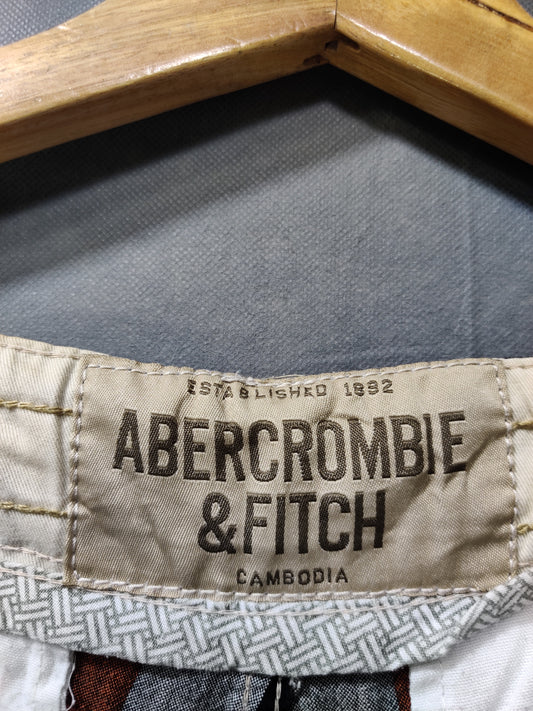 ESTABLISHED 1892
ABERCROMBIE
&FITCH
CAMBODIA